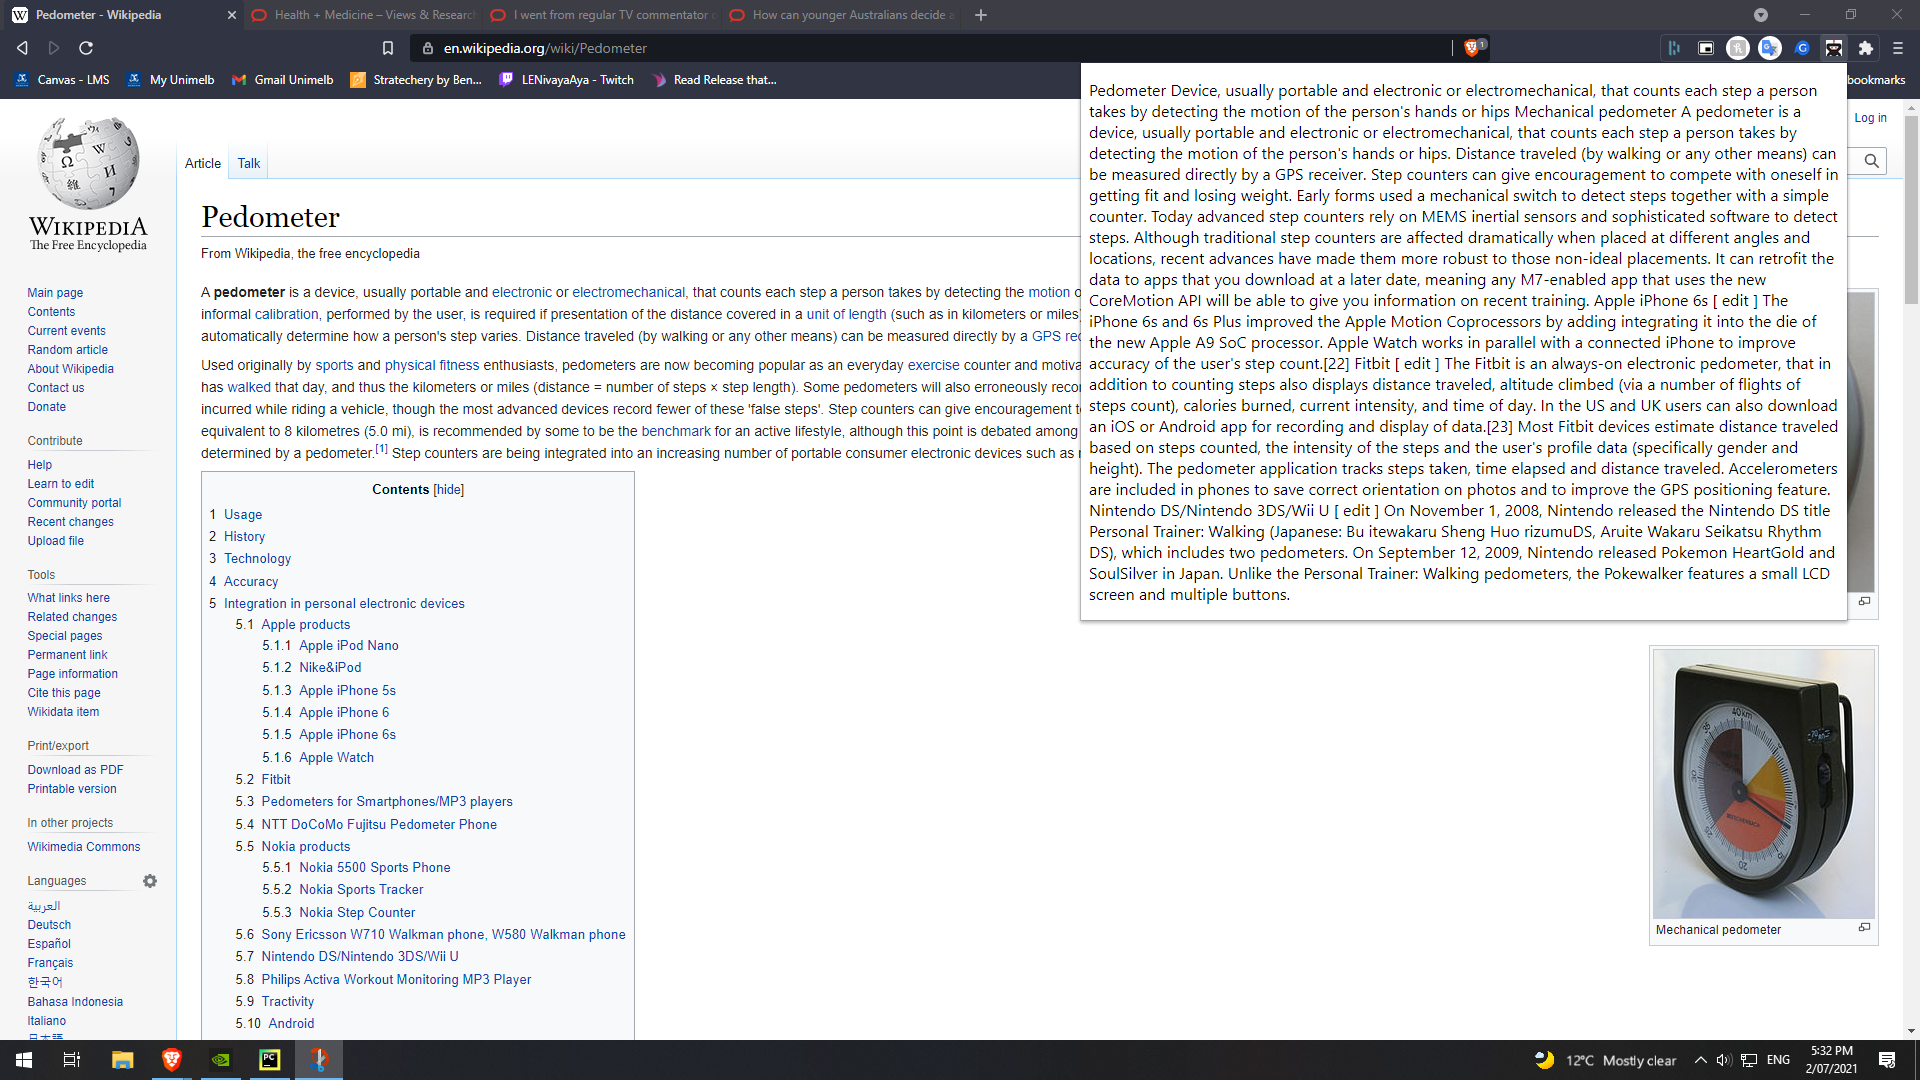 Pedometer - Wikipedia
Health + Medicine – Views & Researc
I went from regular TV commentator
How can younger Australians decide a
en.wikipedia.org/wiki/Pedometer
1
Canvas - LMS
My Unimelb
Gmail Unimelb
Stratechery by Ben...
LENivayaAya - Twitch
Read Release that...
bookmarks
Log in
WIKIPEDIA
The Free Encyclopedia
Main page
Contents
Current events
Random article
About Wikipedia
Contact us
Donate
Contribute
Help
Learn to edit
Community portal
Recent changes
Upload file
Tools
What links here
Related changes
Special pages
Permanent link
Page information
Cite this page
Wikidata item
Print/export
Download as PDF
Printable version
In other projects
Wikimedia Commons
Languages
العربية
Deutsch
Español
Français
한국어
Bahasa Indonesia
Italiano
日本語
Article Talk
Pedometer
From Wikipedia, the free encyclopedia
A pedometer is a device, usually portable and electronic or electromechanical, that counts each step a person takes by detecting the motion
informal calibration, performed by the user, is required if presentation of the distance covered in a unit of length (such as in kilometers or miles)
automatically determine how a person's step varies. Distance traveled (by walking or any other means) can be measured directly by a GPS rec
Used originally by sports and physical fitness enthusiasts, pedometers are now becoming popular as an everyday exercise counter and motiva
has walked that day, and thus the kilometers or miles (distance = number of steps × step length). Some pedometers will also erroneously reco
incurred while riding a vehicle, though the most advanced devices record fewer of these 'false steps'. Step counters can give encouragement t
equivalent to 8 kilometres (5.0 mi), is recommended by some to be the benchmark for an active lifestyle, although this point is debated among
determined by a pedometer.[1] Step counters are being integrated into an increasing number of portable consumer electronic devices such as
Contents [hide]
1 Usage
2 History
3 Technology
4 Accuracy
5 Integration in personal electronic devices
5.1 Apple products
5.1.1 Apple iPod Nano
5.1.2 Nike&iPod
5.1.3 Apple iPhone 5s
5.1.4 Apple iPhone 6
5.1.5 Apple iPhone 6s
5.1.6 Apple Watch
5.2 Fitbit
5.3 Pedometers for Smartphones/MP3 players
5.4 NTT DoCoMo Fujitsu Pedometer Phone
5.5 Nokia products
5.5.1 Nokia 5500 Sports Phone
5.5.2 Nokia Sports Tracker
5.5.3 Nokia Step Counter
5.6 Sony Ericsson W710 Walkman phone, W580 Walkman phone
5.7 Nintendo DS/Nintendo 3DS/Wii U
5.8 Philips Activa Workout Monitoring MP3 Player
5.9 Tractivity
5.10 Android
Pedometer Device, usually portable and electronic or electromechanical, that counts each step a person
takes by detecting the motion of the person's hands or hips Mechanical pedometer A pedometer is a
device, usually portable and electronic or electromechanical, that counts each step a person takes by
detecting the motion of the person's hands or hips. Distance traveled (by walking or any other means) can
be measured directly by a GPS receiver. Step counters can give encouragement to compete with oneself in
getting fit and losing weight. Early forms used a mechanical switch to detect steps together with a simple
counter. Today advanced step counters rely on MEMS inertial sensors and sophisticated software to detect
steps. Although traditional step counters are affected dramatically when placed at different angles and
locations, recent advances have made them more robust to those non-ideal placements. It can retrofit the
data to apps that you download at a later date, meaning any M7-enabled app that uses the new
CoreMotion API will be able to give you information on recent training. Apple iPhone 6s [ edit ] The
iPhone 6s and 6s Plus improved the Apple Motion Coprocessors by adding integrating it into the die of
the new Apple A9 SoC processor. Apple Watch works in parallel with a connected iPhone to improve
accuracy of the user's step count.[22] Fitbit [ edit ] The Fitbit is an always-on electronic pedometer, that in
addition to counting steps also displays distance traveled, altitude climbed (via a number of flights of
steps count), calories burned, current intensity, and time of day. In the US and UK users can also download
an iOS or Android app for recording and display of data.[23] Most Fitbit devices estimate distance traveled
based on steps counted, the intensity of the steps and the user's profile data (specifically gender and
height). The pedometer application tracks steps taken, time elapsed and distance traveled. Accelerometers
are included in phones to save correct orientation on photos and to improve the GPS positioning feature.
Nintendo DS/Nintendo 3DS/Wii U [ edit ] On November 1, 2008, Nintendo released the Nintendo DS title
Personal Trainer: Walking (Japanese: Bu itewakaru Sheng Huo rizumuDS, Aruite Wakaru Seikatsu Rhythm
DS), which includes two pedometers. On September 12, 2009, Nintendo released Pokemon HeartGold and
SoulSilver in Japan. Unlike the Personal Trainer: Walking pedometers, the Pokewalker features a small LCD
screen and multiple buttons.
40 km
35
30
25
20
Mechanical pedometer
12°C Mostly clear
ENG
5:32 PM
2/07/2021